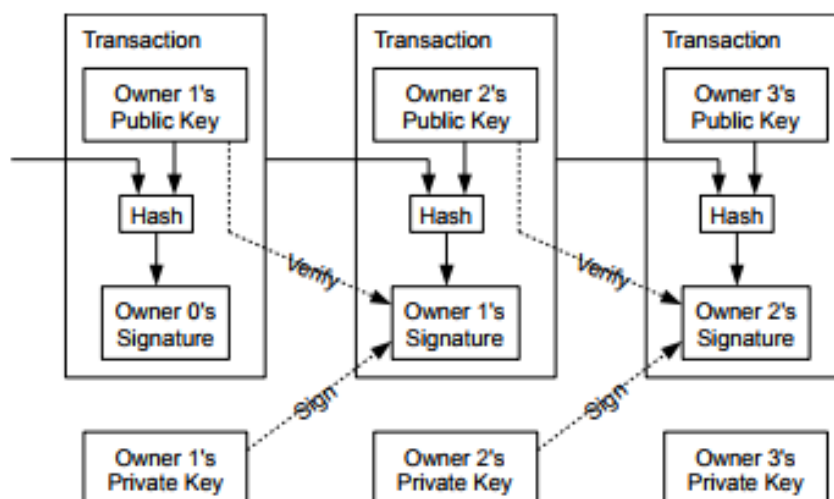 Transaction
Transaction
Transaction
Owner 1's
Public Key
Owner 2's
Public Key
Owner 3's
Public Key
Hash
Hash
Hash
Verify
Verify
Owner 0's
Signature
Owner 1's
Signature
Owner 2's
Signature
Sign
Sign
Owner 1's
Private Key
Owner 2's
Private Key
Owner 3's
Private Key